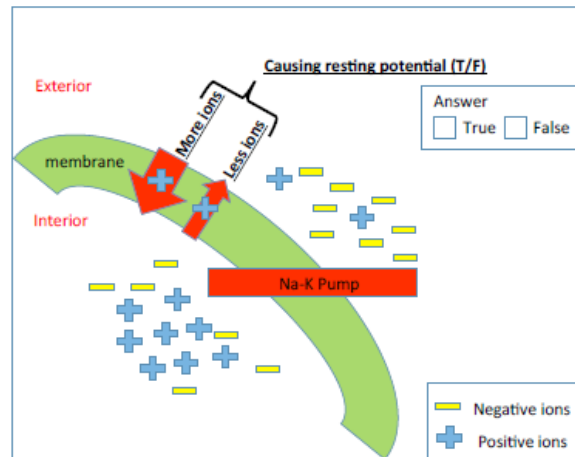 Causing resting potential (T/F)
Exterior
More ions
Less ions
Answer
True False
membrane
Interior
Na-K Pump
Negative ions
Positive ions